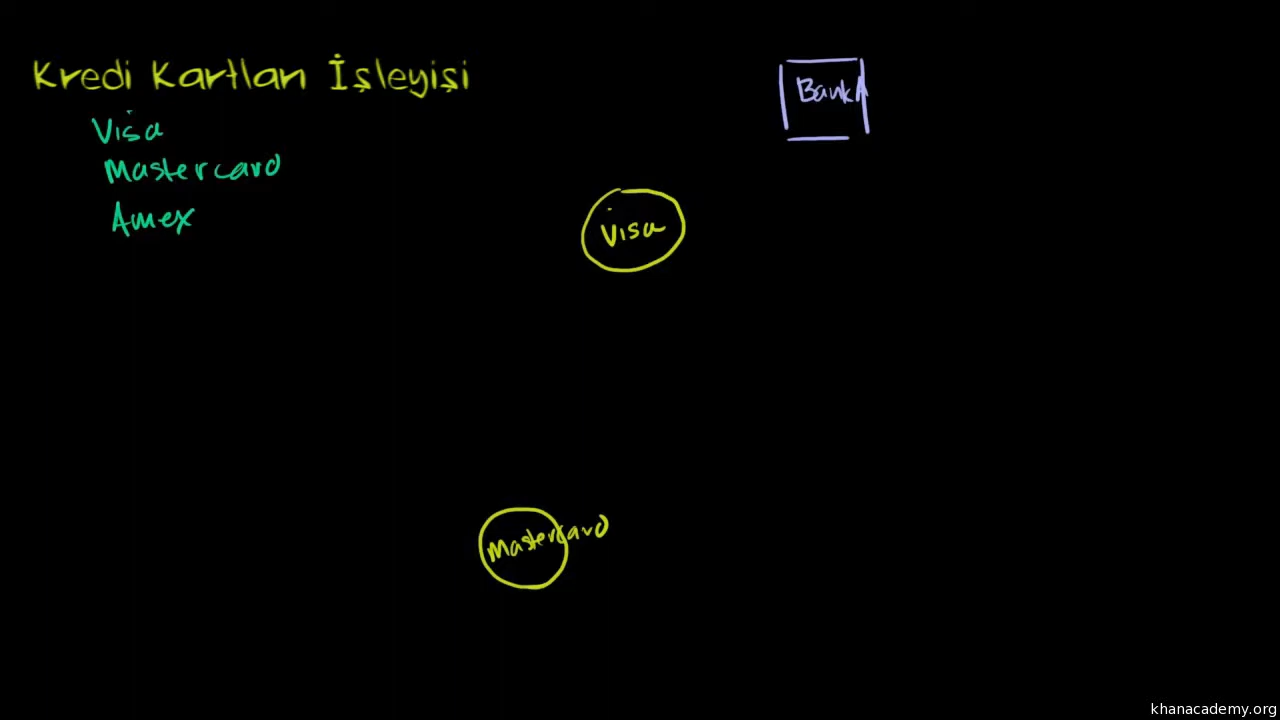 Kredi Kartları İşleyişi
Visa
Mastercard
Amex
Bank A
Visa
Mastercard
khanacademy.org